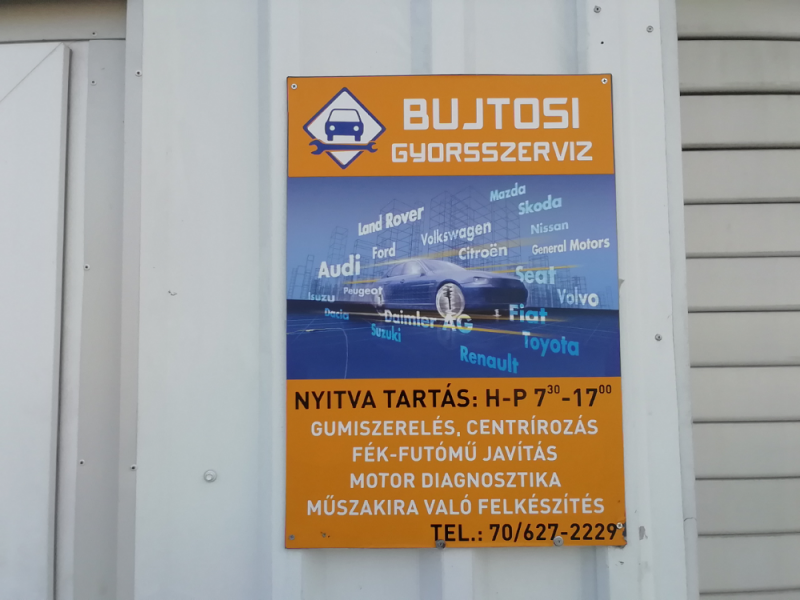 BUJTOSI
GYORSSZERVIZ
Mazda
Skoda
Land Rover
Nissan
Volkswagen
General Motors
Ford
Citroën
Audi
Seat
Peugeot
Volvo
Isuzu
Dacia
Daimler AG
Fiat
Suzuki
Toyota
Renault
NYITVA TARTÁS: H-P 7³⁰-17⁰⁰
GUMISZERELÉS, CENTRÍROZÁS
FÉK-FUTÓMŰ JAVÍTÁS
MOTOR DIAGNOSZTIKA
MŰSZAKIRA VALÓ FELKÉSZÍTÉS
TEL.: 70/627-2229